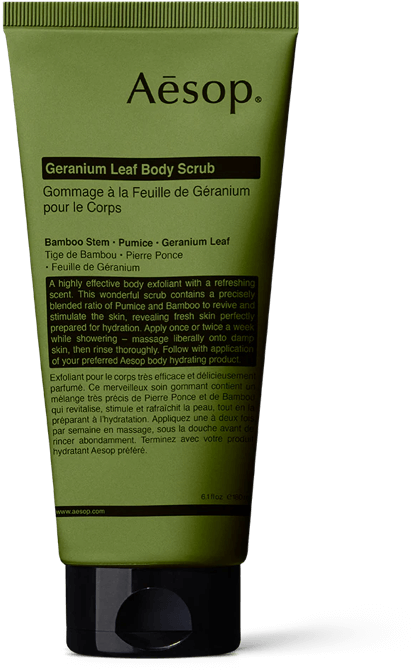 Aēsop®
Geranium Leaf Body Scrub
Gommage à la Feuille de Géranium
pour le Corps
Bamboo Stem · Pumice · Geranium Leaf
Tige de Bambou · Pierre Ponce
· Feuille de Géranium
A highly effective body exfoliant with a refreshing
scent. This wonderful scrub contains a precisely
blended ratio of Pumice and Bamboo to revive and
stimulate the skin, revealing fresh skin perfectly
prepared for hydration. Apply once or twice a week
while showering – massage liberally onto damp
skin, then rinse thoroughly. Follow with application
of your preferred Aesop body hydrating product.
Exfoliant pour le corps très efficace et délicieusement
parfumé. Ce merveilleux soin gommant contient un
mélange très précis de Pierre Ponce et de Bambou
qui revitalise, stimule et rafraîchit la peau, tout en la
préparant à l'hydratation. Appliquez une à deux fois
par semaine en massage, sous la douche avant de
rincer abondamment. Terminez avec votre produit
hydratant Aesop préféré.
6.1 fl.oz.
www.aesop.com